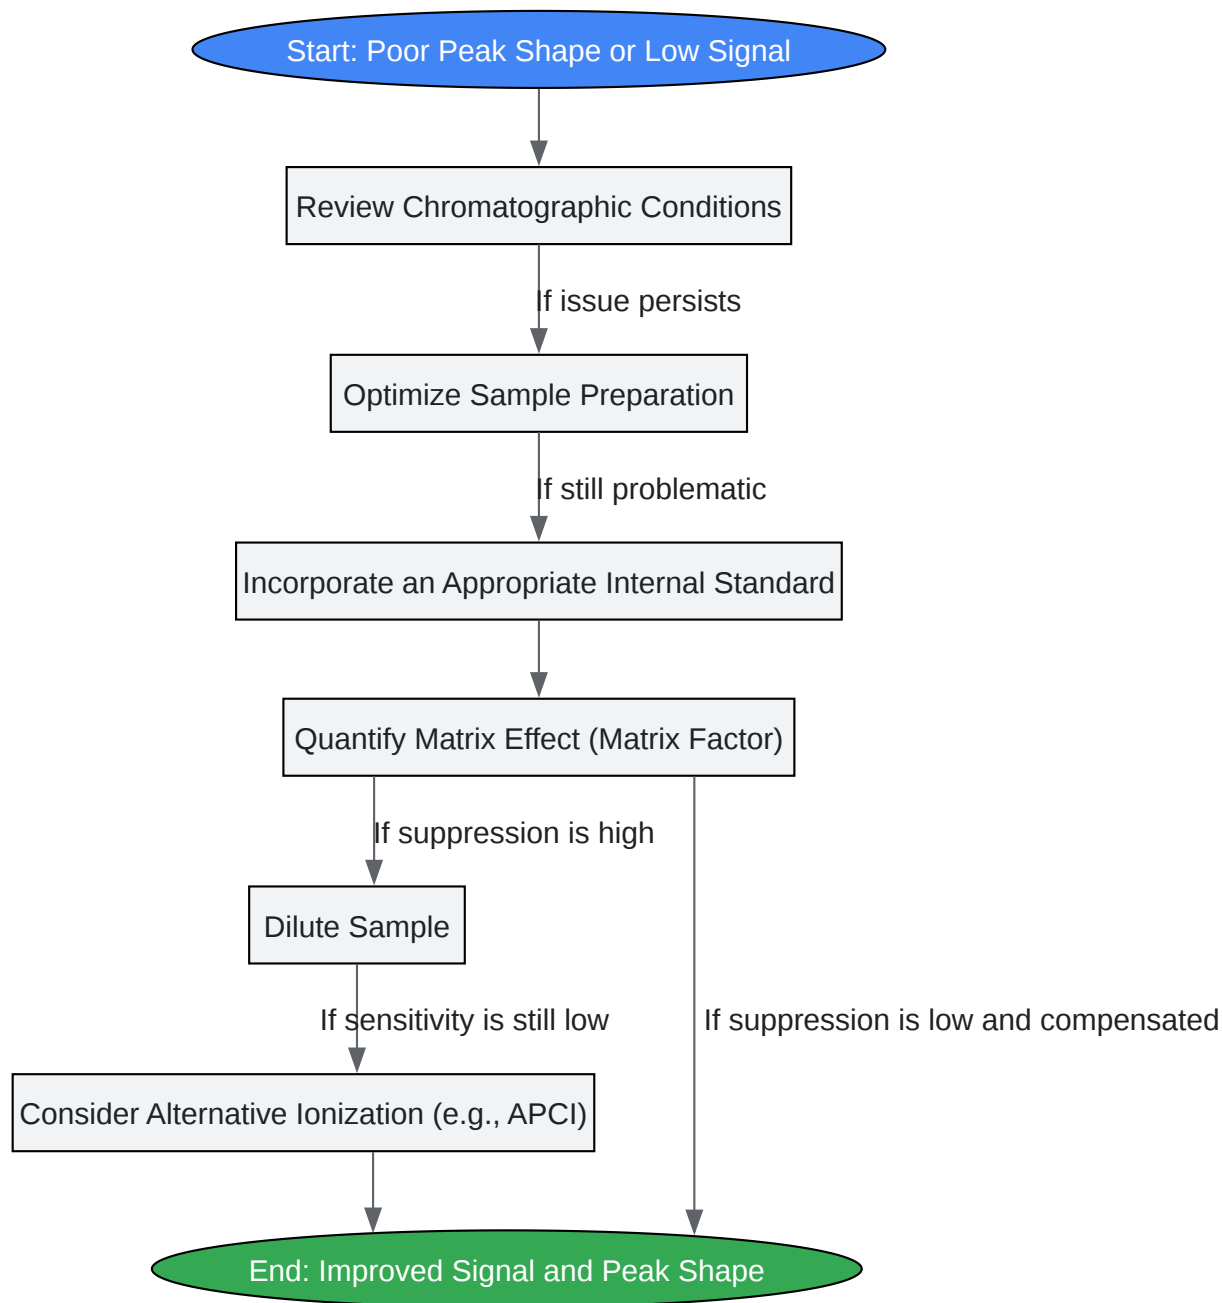 Start: Poor Peak Shape or Low Signal
Review Chromatographic Conditions
If issue persists
Optimize Sample Preparation
If still problematic
Incorporate an Appropriate Internal Standard
Quantify Matrix Effect (Matrix Factor)
If suppression is high
Dilute Sample
If sensitivity is still low
If suppression is low and compensated
Consider Alternative Ionization (e.g., APCI)
End: Improved Signal and Peak Shape